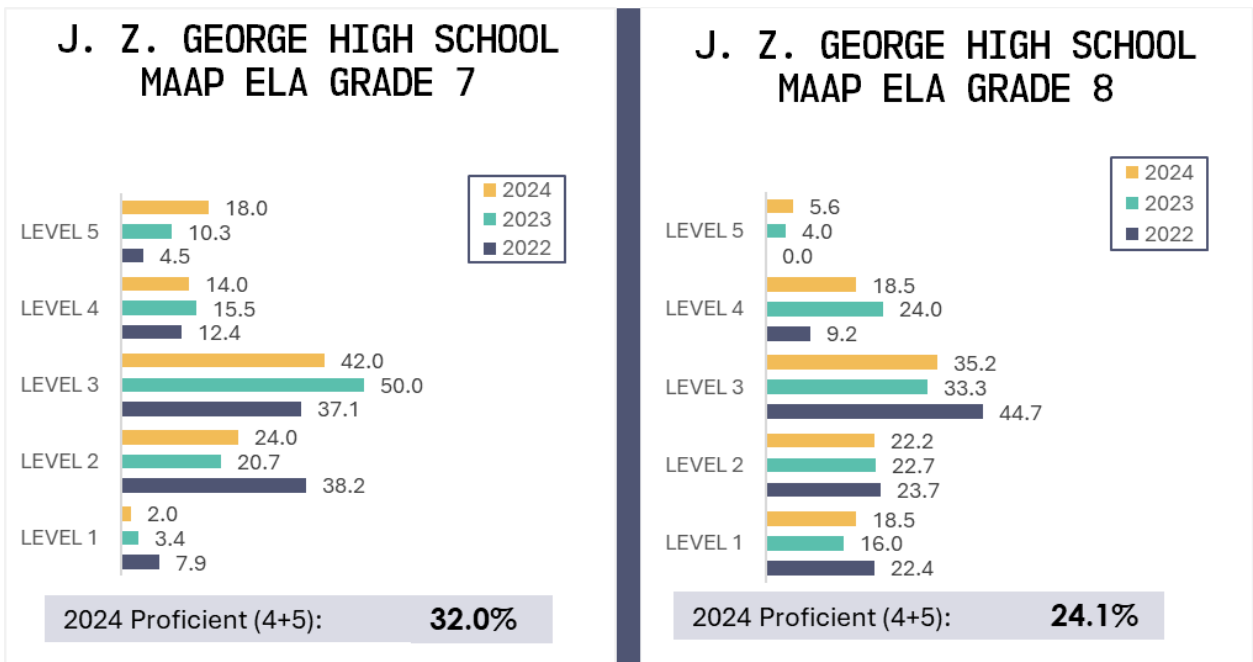 J. Z. GEORGE HIGH SCHOOL
MAAP ELA GRADE 7
2024
2023
2022
LEVEL 5
18.0
10.3
4.5
LEVEL 4
14.0
15.5
12.4
LEVEL 3
42.0
50.0
37.1
LEVEL 2
24.0
20.7
38.2
LEVEL 1
2.0
3.4
7.9
2024 Proficient (4+5): 32.0%
J. Z. GEORGE HIGH SCHOOL
MAAP ELA GRADE 8
2024
2023
2022
LEVEL 5
5.6
4.0
0.0
LEVEL 4
18.5
24.0
9.2
LEVEL 3
35.2
33.3
44.7
LEVEL 2
22.2
22.7
23.7
LEVEL 1
18.5
16.0
22.4
2024 Proficient (4+5): 24.1%